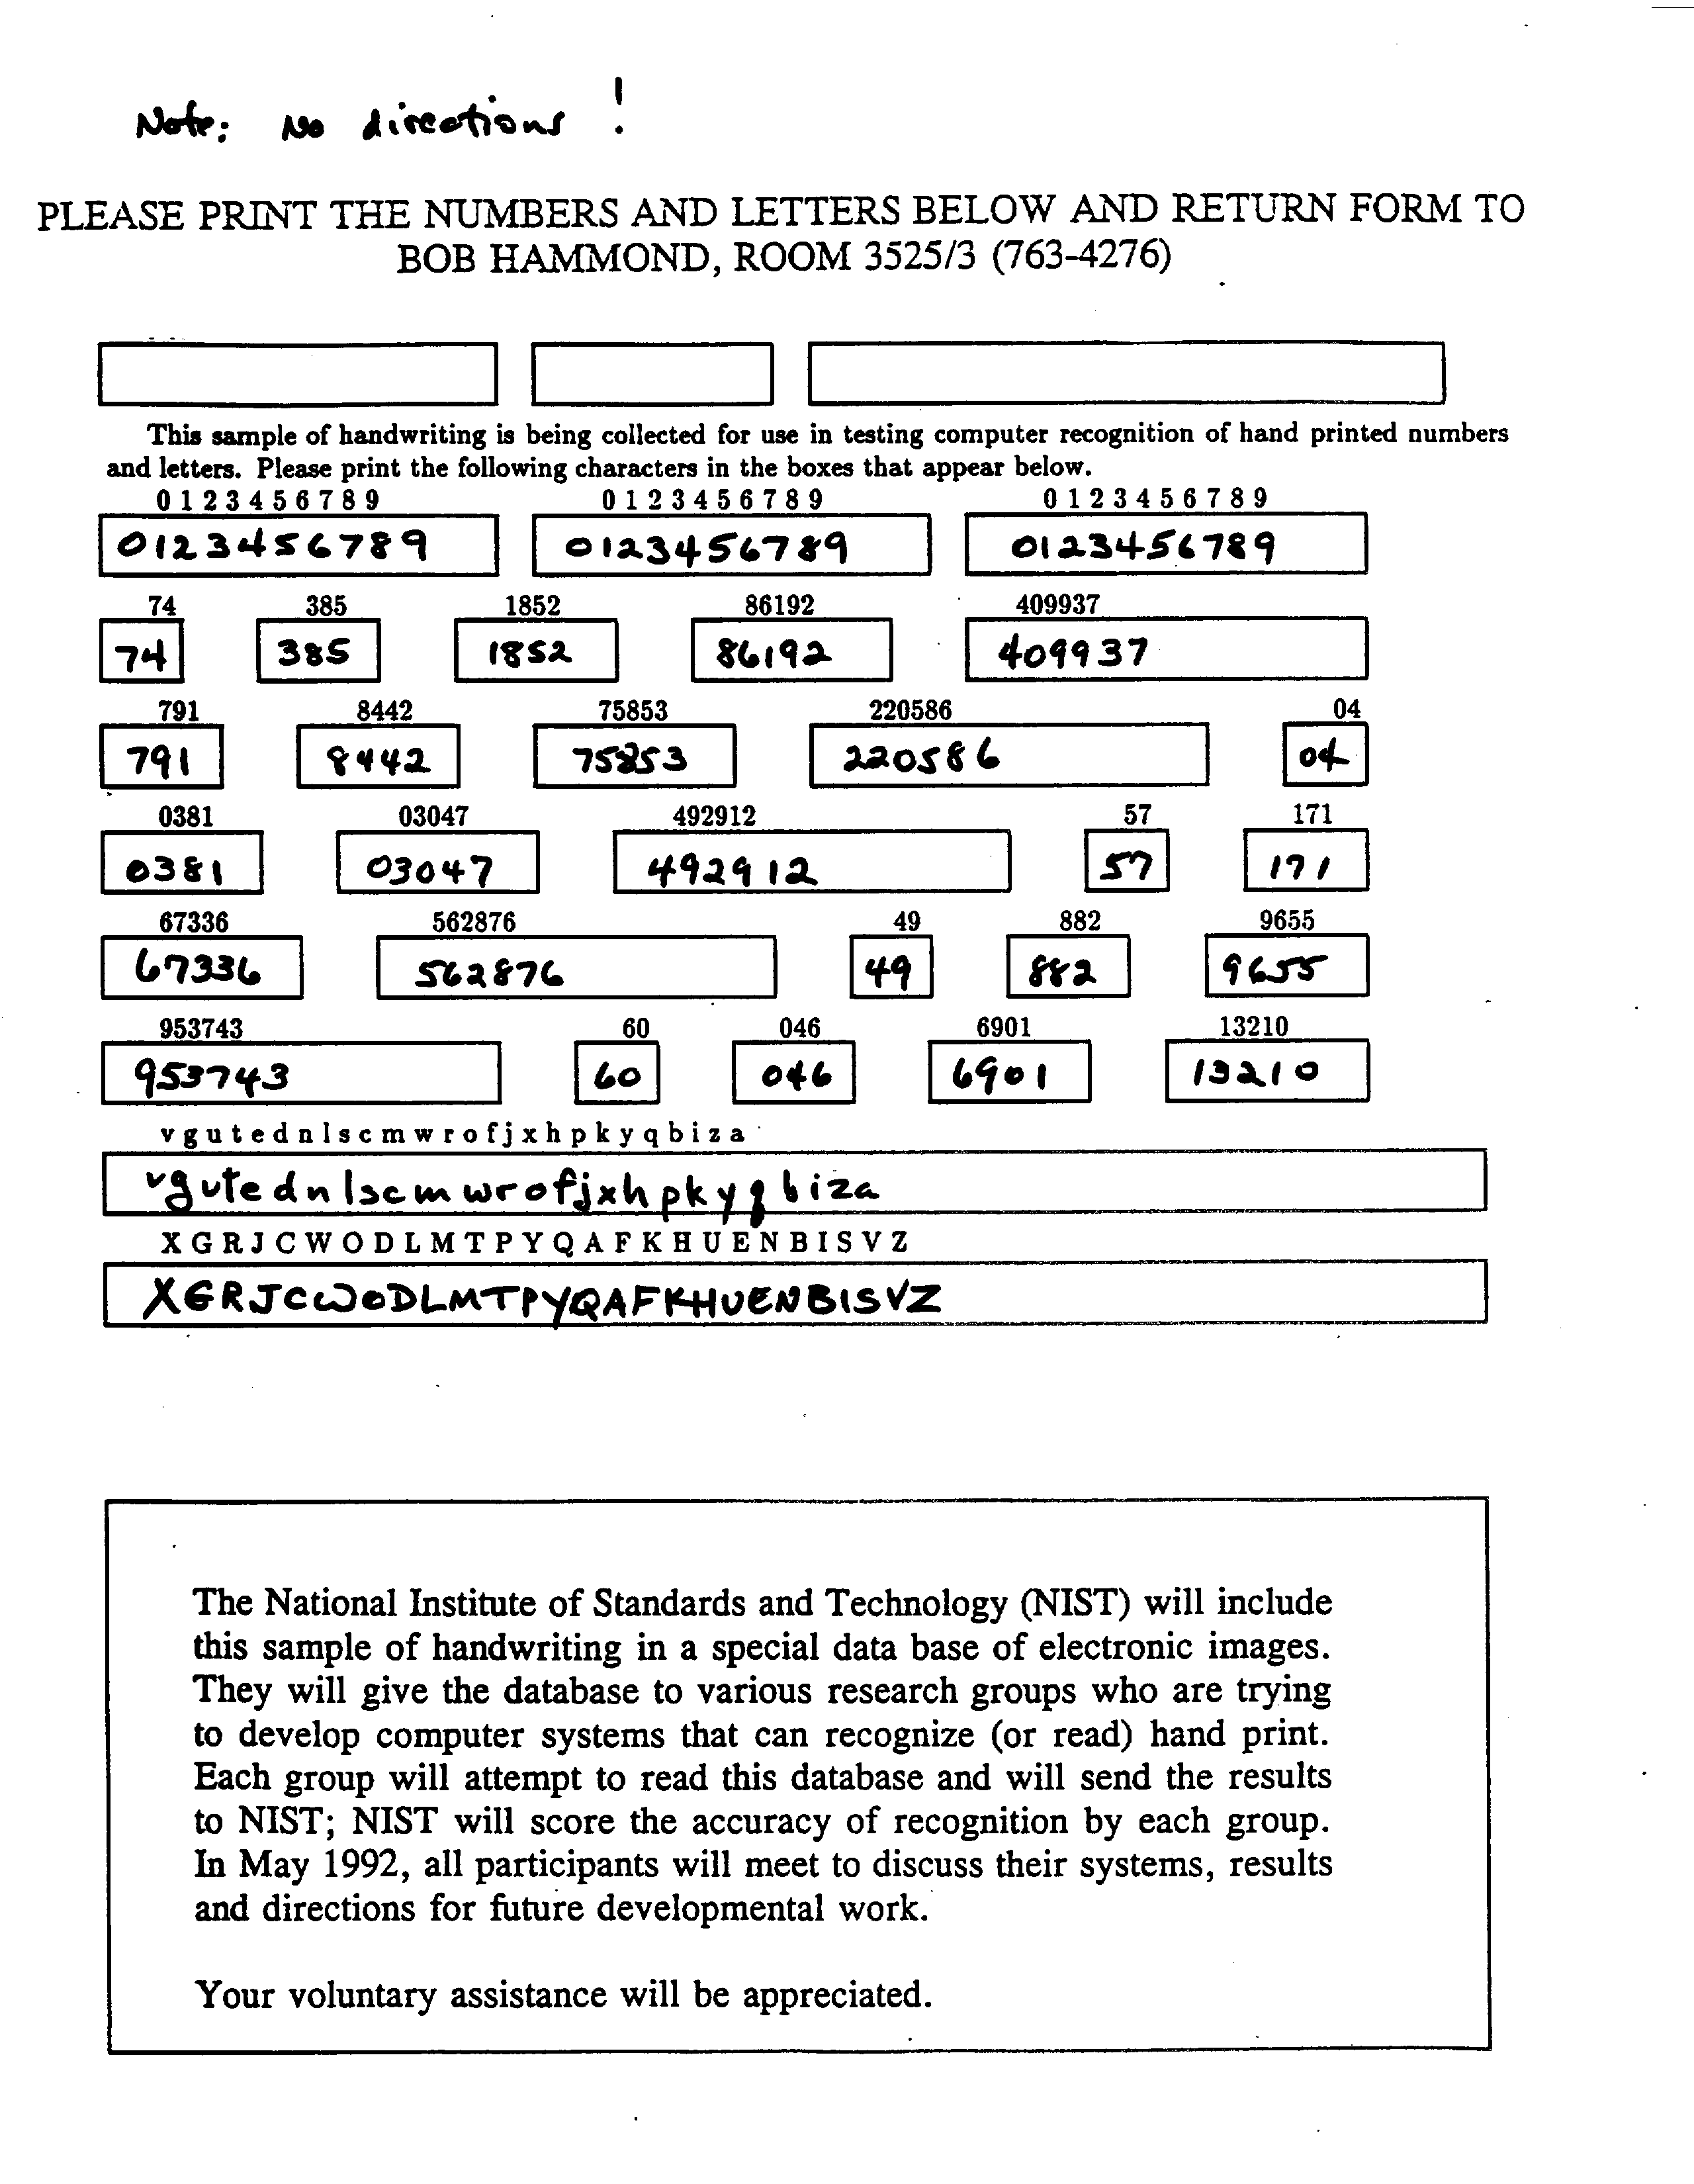 Note: No directions !
PLEASE PRINT THE NUMBERS AND LETTERS BELOW AND RETURN FORM TO
BOB HAMMOND, ROOM 3525/3 (763-4276)
This sample of handwriting is being collected for use in testing computer recognition of hand printed numbers
and letters. Please print the following characters in the boxes that appear below.
0 1 2 3 4 5 6 7 8 9 0 1 2 3 4 5 6 7 8 9 0 1 2 3 4 5 6 7 8 9
0123456789 0123456789 0123456789
74 385 1852 86192 409937
74 385 1852 86192 409937
791 8442 75853 220586 04
791 8442 75853 220586 04
0381 03047 492912 57 171
0381 03047 492912 57 171
67336 562876 49 882 9655
67336 562876 49 882 9655
953743 60 046 6901 13210
953743 60 046 6901 13210
v g u t e d n l s c m w r o f j x h p k y q b i z a
vgutednlscmwrofjxhpkyqbiza
X G R J C W O D L M T P Y Q A F K H U E N B I S V Z
XGRJCWODLMTPYQAFKHUENBISVZ
The National Institute of Standards and Technology (NIST) will include
this sample of handwriting in a special data base of electronic images.
They will give the database to various research groups who are trying
to develop computer systems that can recognize (or read) hand print.
Each group will attempt to read this database and will send the results
to NIST; NIST will score the accuracy of recognition by each group.
In May 1992, all participants will meet to discuss their systems, results
and directions for future developmental work.
Your voluntary assistance will be appreciated.